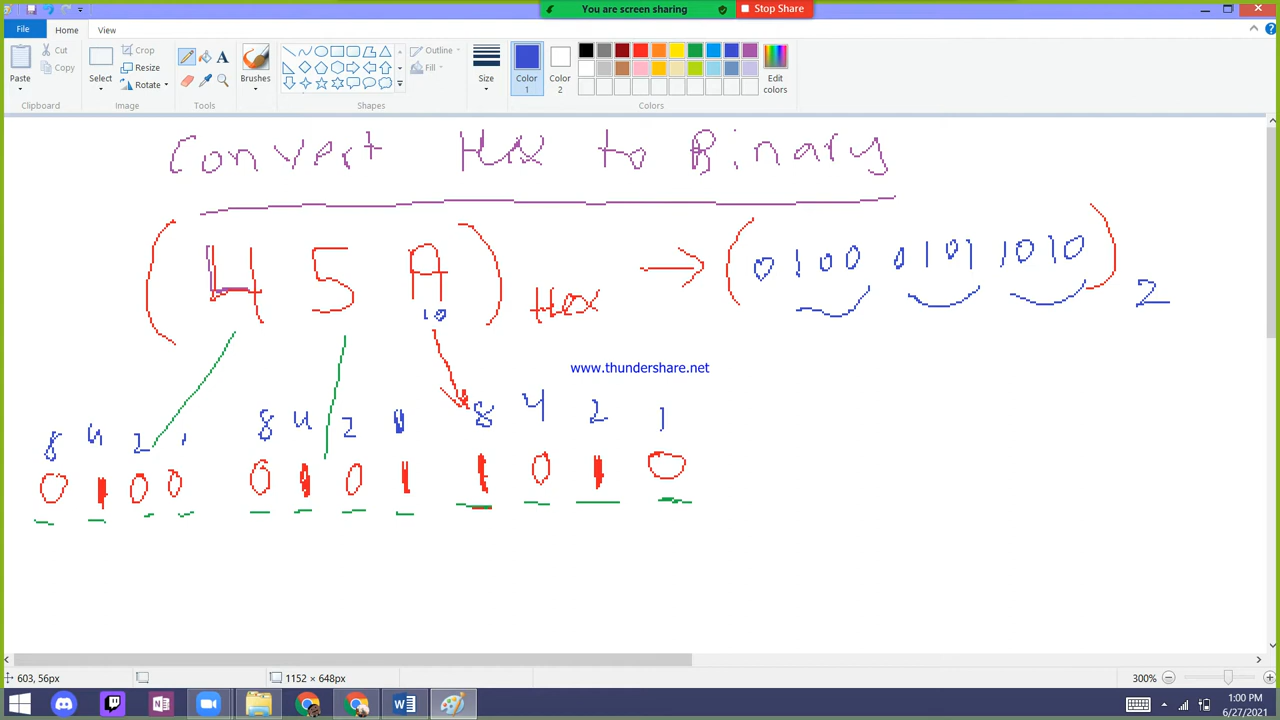 You are screen sharing Stop Share
File Home View
Paste Cut Copy Select Crop Resize Rotate Brushes Outline Fill Size Color 1 Color 2 Edit colors
Clipboard Image Tools Shapes Colors
Convert Hex to Binary
(45A)Hex → (0100 0101 1010)2
10
www.thundershare.net
8 4 2 1 8 4 2 1 8 4 2 1
0 1 0 0 0 1 0 1 1 0 1 0
603, 56px 1152 × 648px 300%
1:00 PM
6/27/2021